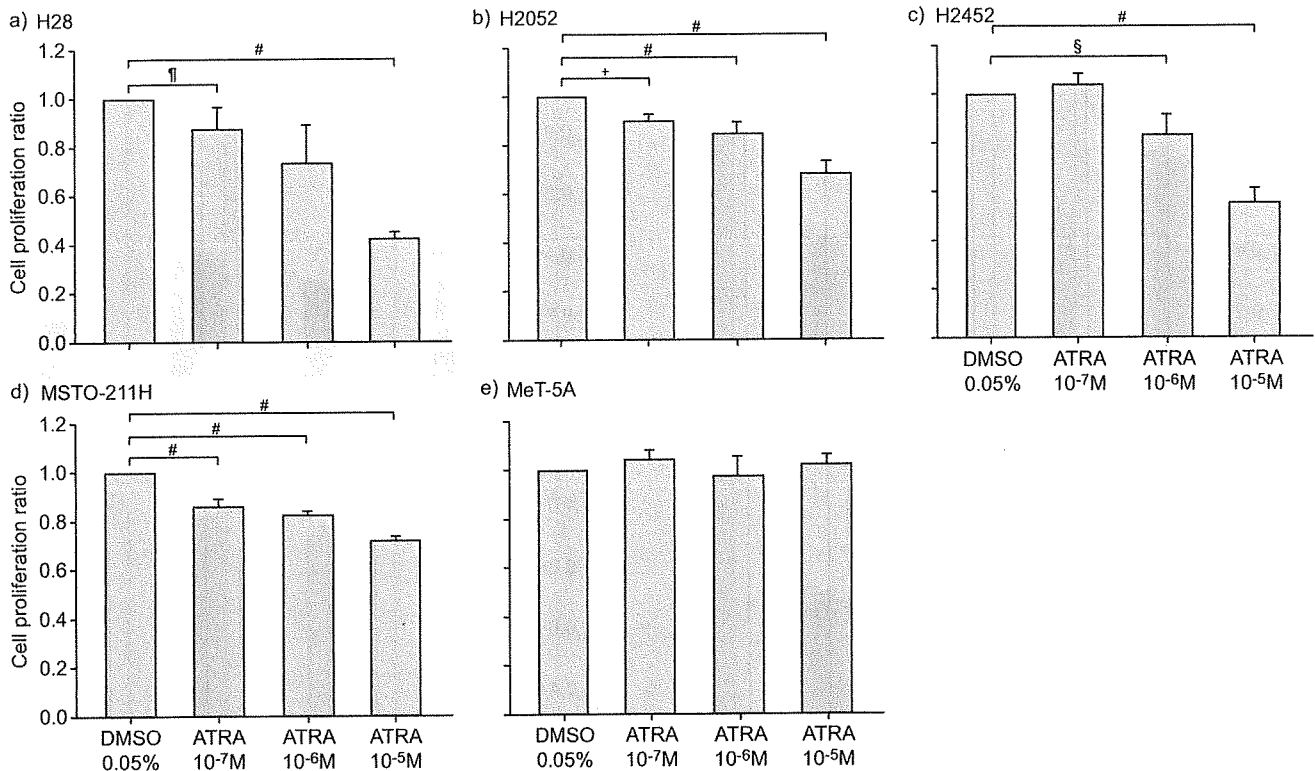 a) H28
#
¶
1.2
1.0
0.8
0.6
0.4
0.2
0.0
Cell proliferation ratio
b) H2052
#
#
+
c) H2452
#
§
DMSO 0.05%
ATRA 10-7M
ATRA 10-6M
ATRA 10-5M
d) MSTO-211H
#
#
#
1.2
1.0
0.8
0.6
0.4
0.2
0.0
Cell proliferation ratio
DMSO 0.05%
ATRA 10-7M
ATRA 10-6M
ATRA 10-5M
e) MeT-5A
DMSO 0.05%
ATRA 10-7M
ATRA 10-6M
ATRA 10-5M